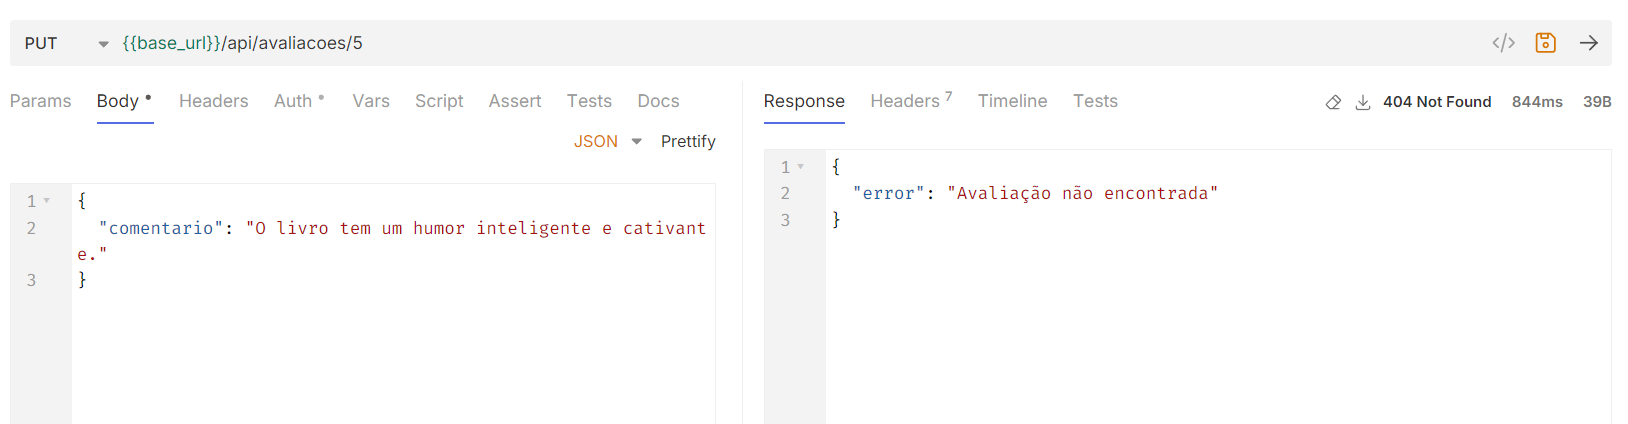 PUT {{base_url}}/api/avaliacoes/5
Params Body Headers Auth Vars Script Assert Tests Docs
JSON Prettify
1 {
2 "comentario": "O livro tem um humor inteligente e cativant
e."
3 }
Response Headers 7 Timeline Tests 404 Not Found 844ms 39B
1 {
2 "error": "Avaliação não encontrada"
3 }